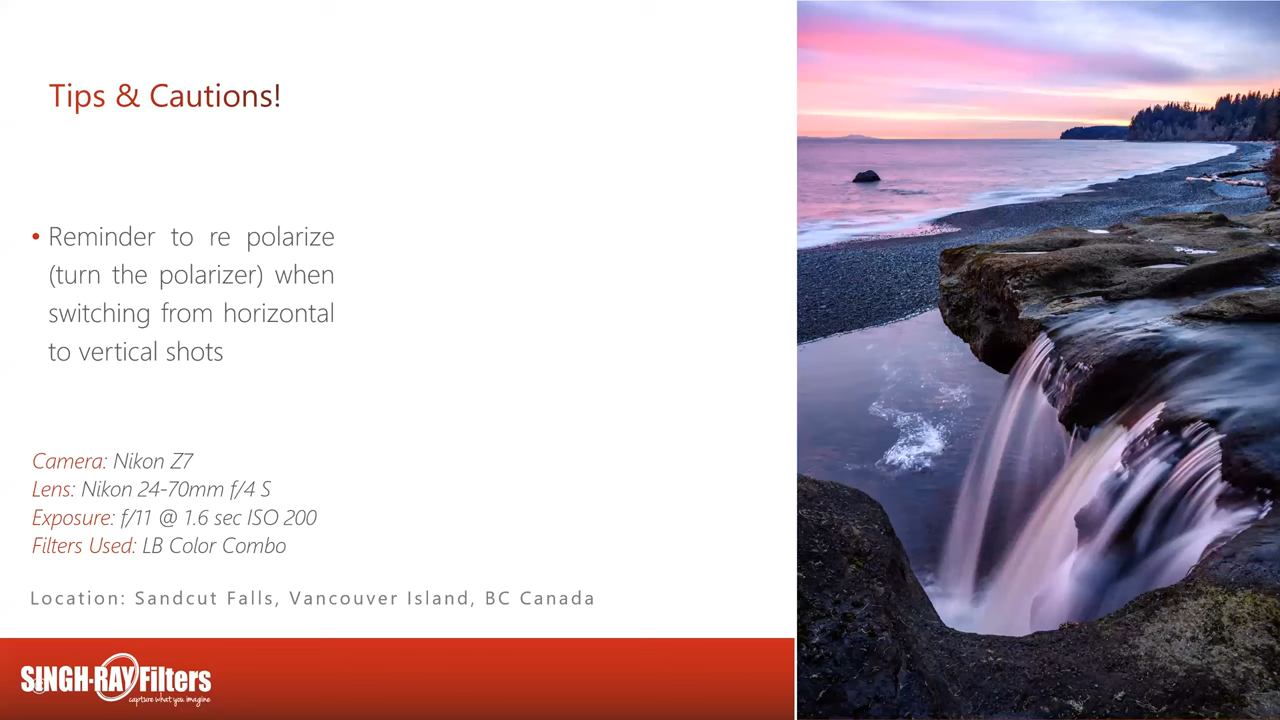 Tips & Cautions!
• Reminder to re polarize
(turn the polarizer) when
switching from horizontal
to vertical shots
Camera: Nikon Z7
Lens: Nikon 24-70mm f/4 S
Exposure: f/11 @ 1.6 sec ISO 200
Filters Used: LB Color Combo
Location: Sandcut Falls, Vancouver Island, BC Canada
SINGH-RAY Filters
capture what you imagine